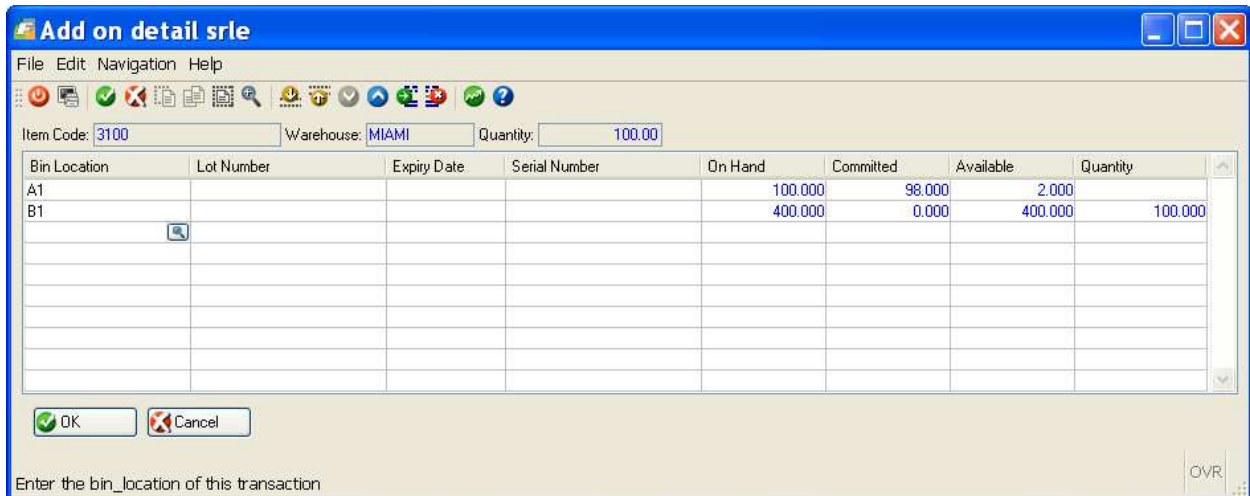 Add on detail srle
File Edit Navigation Help
Item Code: 3100 Warehouse: MIAMI Quantity: 100.00
Bin Location Lot Number Expiry Date Serial Number On Hand Committed Available Quantity
A1 100.000 98.000 2.000
B1 400.000 0.000 400.000 100.000
OK Cancel
OVR
Enter the bin_location of this transaction